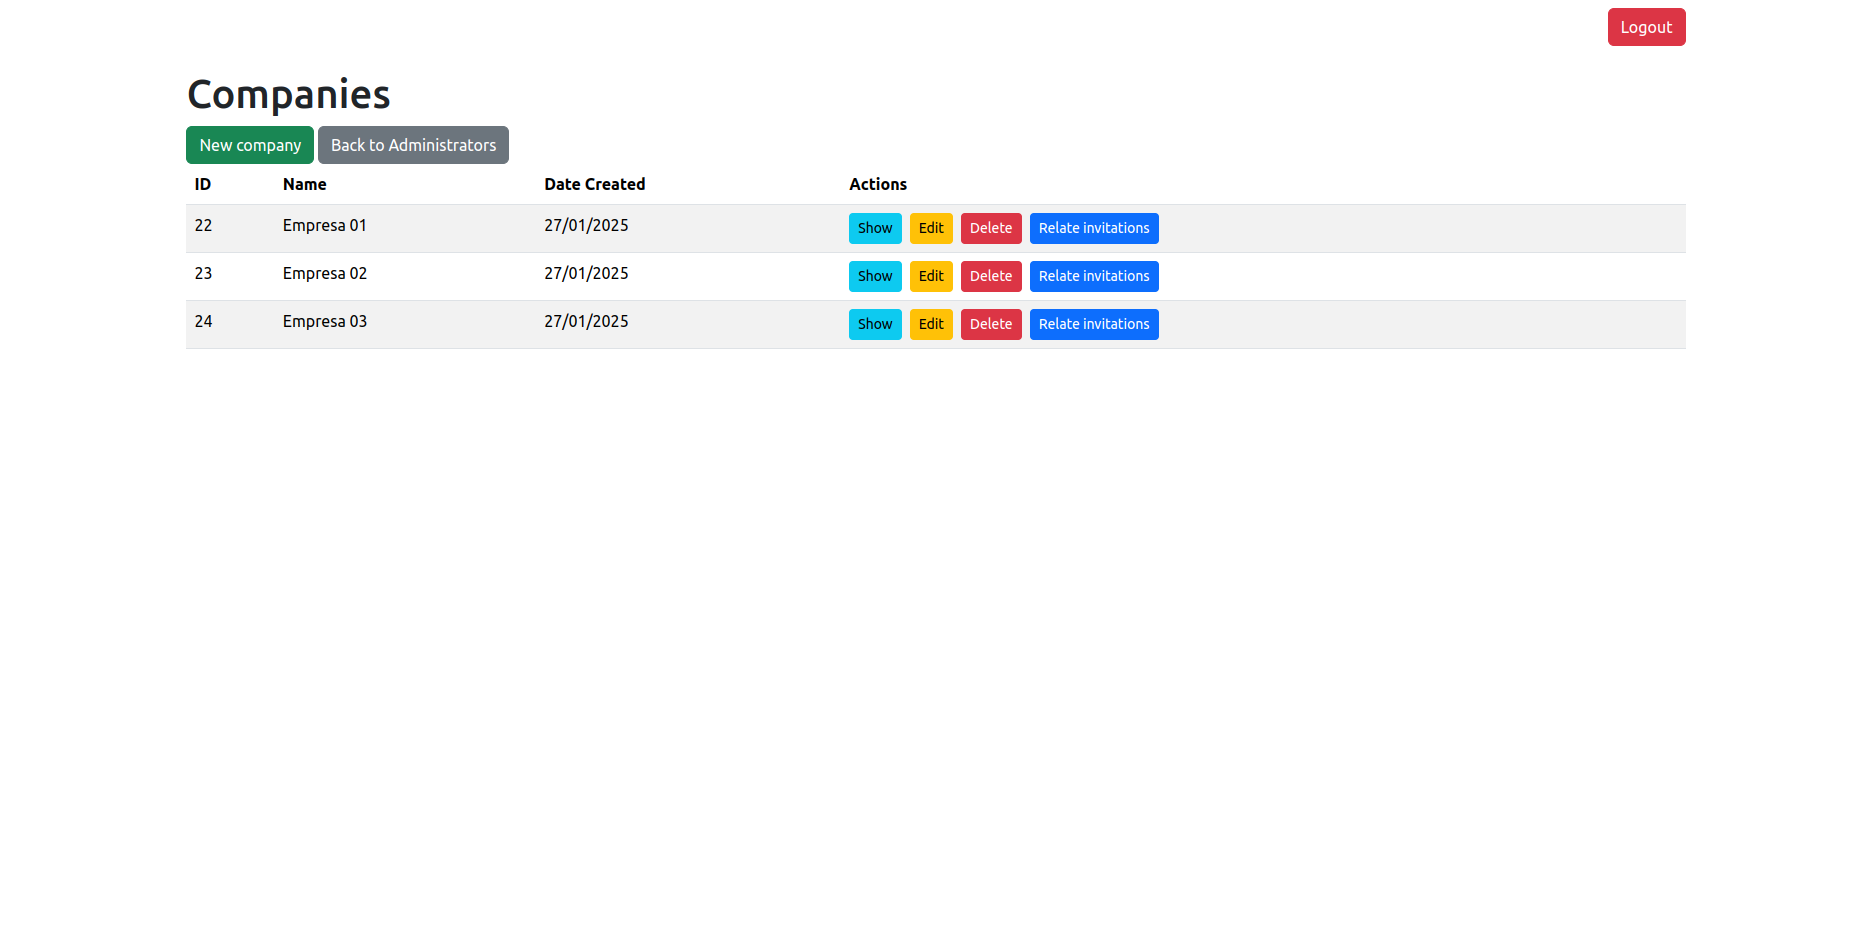 Logout
Companies
New company Back to Administrators
ID Name Date Created Actions
22 Empresa 01 27/01/2025 Show Edit Delete Relate invitations
23 Empresa 02 27/01/2025 Show Edit Delete Relate invitations
24 Empresa 03 27/01/2025 Show Edit Delete Relate invitations